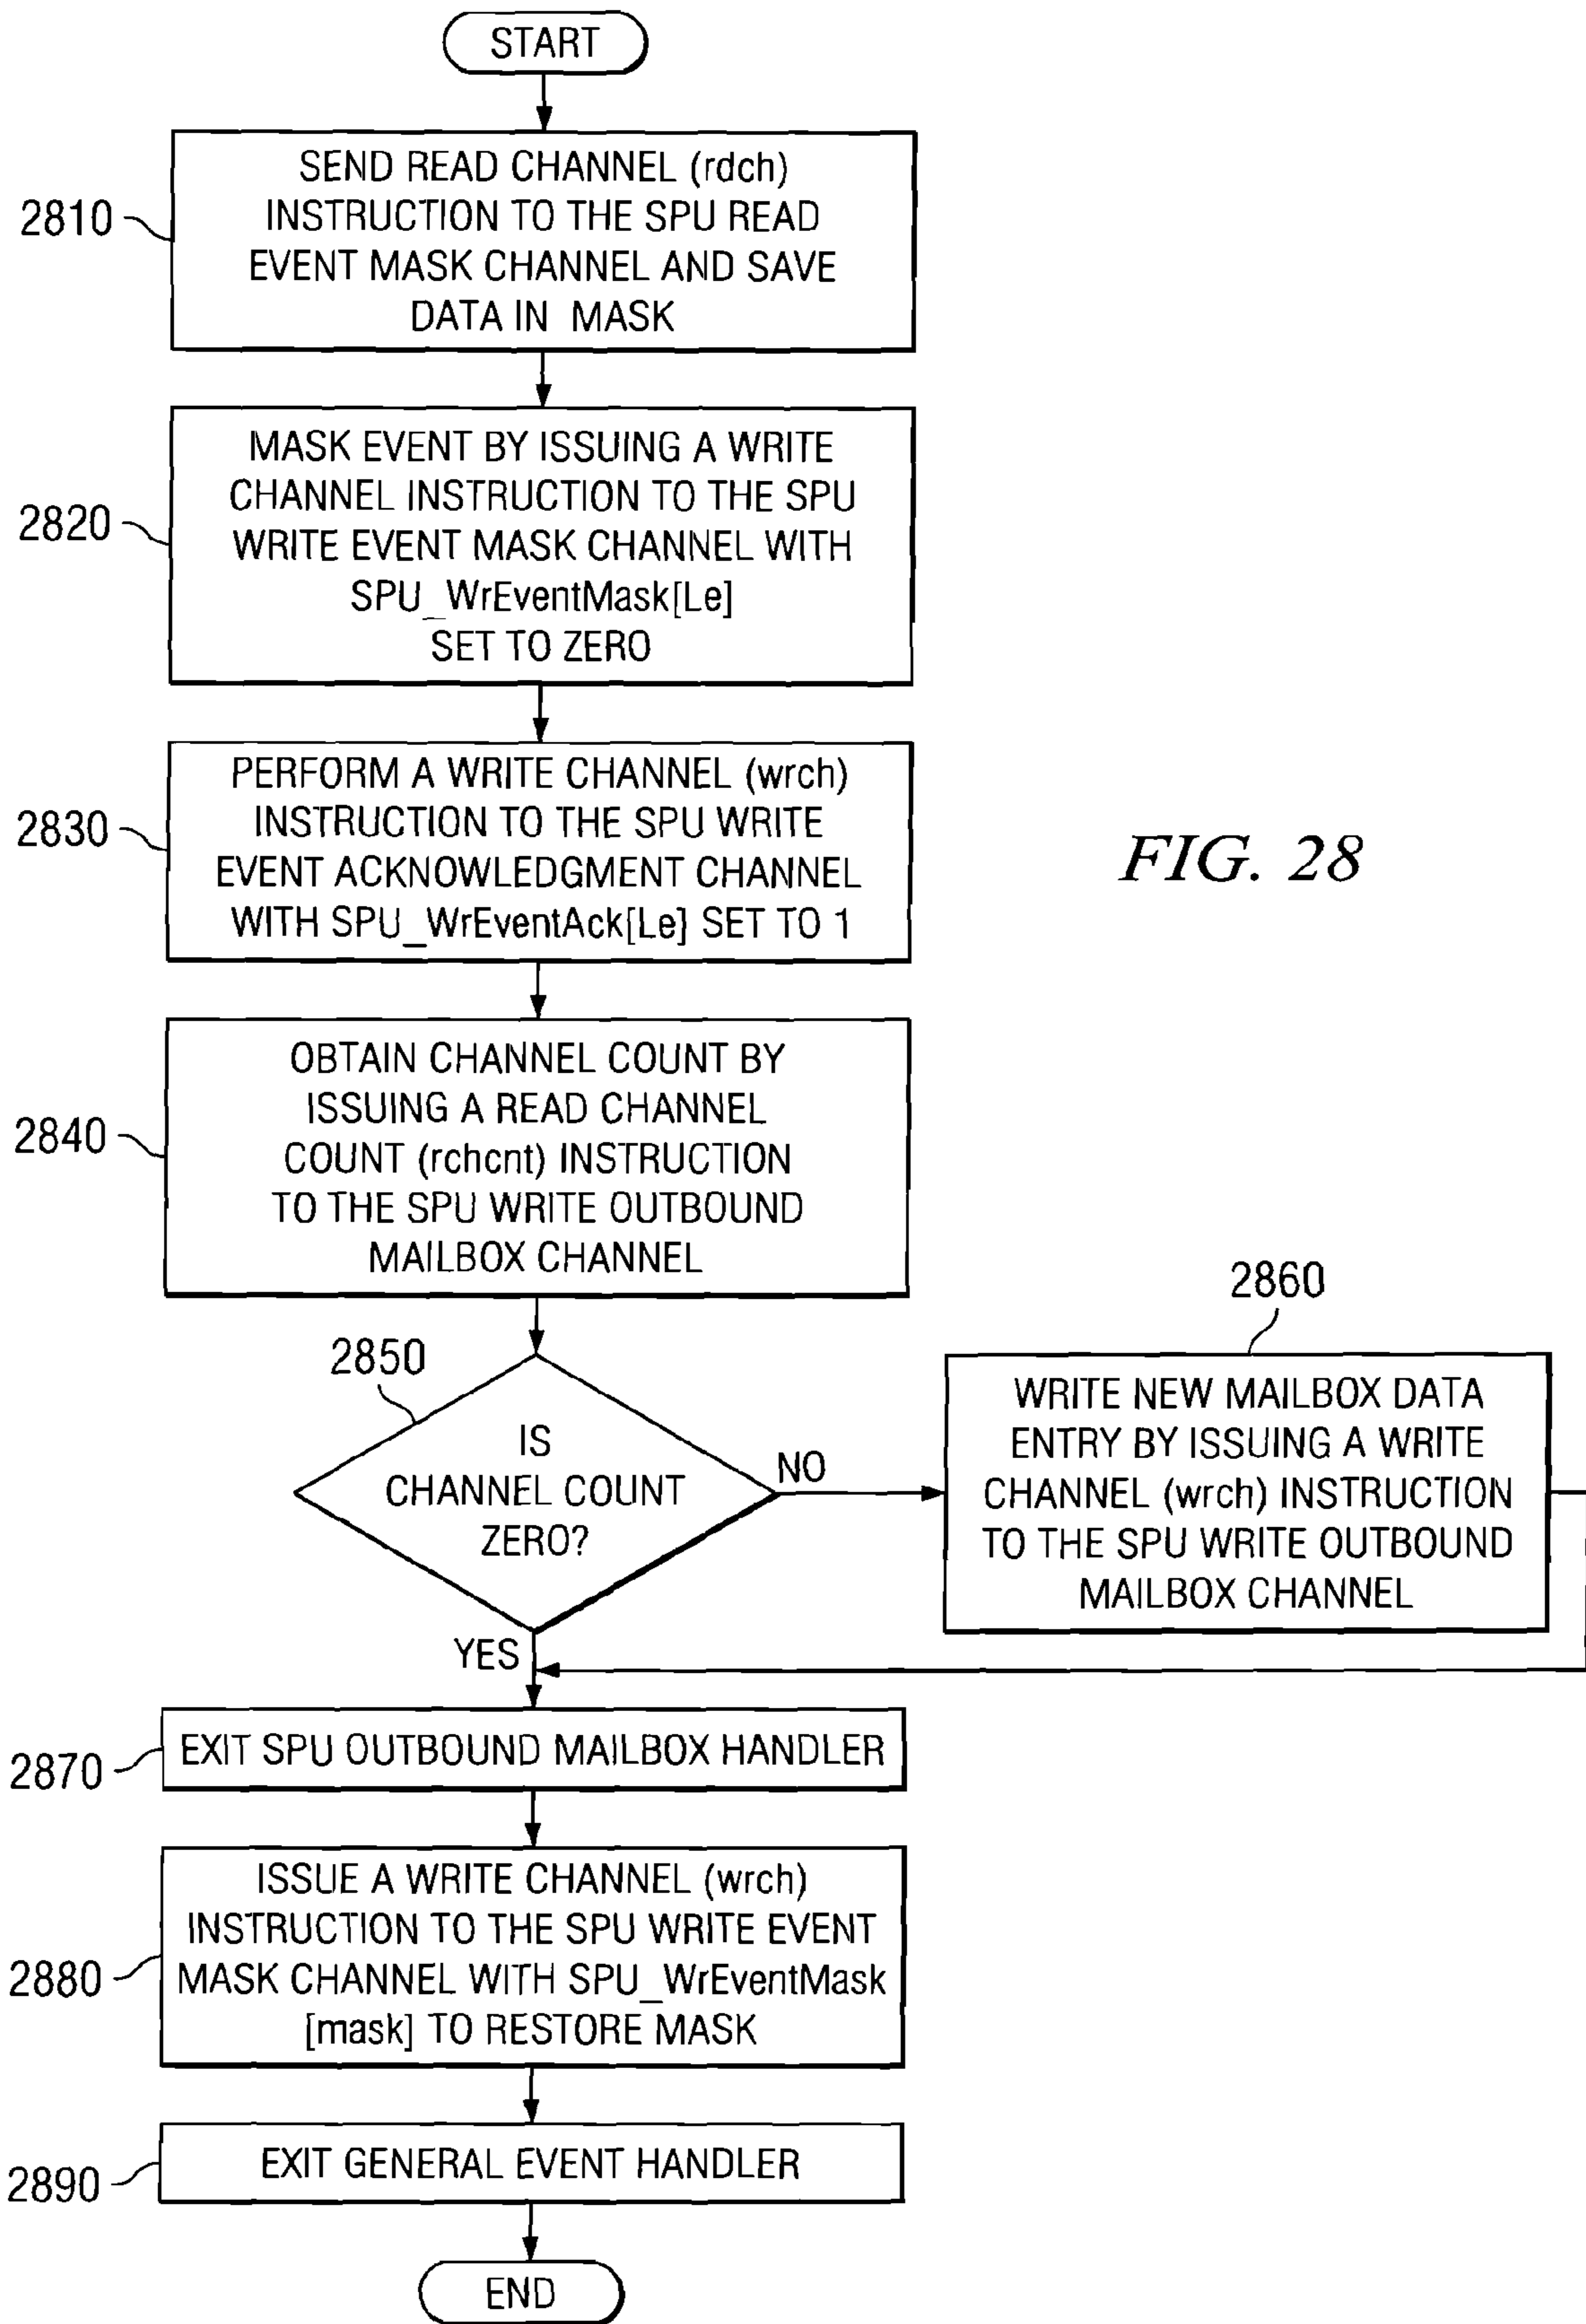 START
2810
SEND READ CHANNEL (rdch)
INSTRUCTION TO THE SPU READ
EVENT MASK CHANNEL AND SAVE
DATA IN MASK
2820
MASK EVENT BY ISSUING A WRITE
CHANNEL INSTRUCTION TO THE SPU
WRITE EVENT MASK CHANNEL WITH
SPU_WrEventMask[Le]
SET TO ZERO
2830
PERFORM A WRITE CHANNEL (wrch)
INSTRUCTION TO THE SPU WRITE
EVENT ACKNOWLEDGMENT CHANNEL
WITH SPU_WrEventAck[Le] SET TO 1
FIG. 28
2840
OBTAIN CHANNEL COUNT BY
ISSUING A READ CHANNEL
COUNT (rchcnt) INSTRUCTION
TO THE SPU WRITE OUTBOUND
MAILBOX CHANNEL
2850
IS
CHANNEL COUNT
ZERO?
NO
2860
WRITE NEW MAILBOX DATA
ENTRY BY ISSUING A WRITE
CHANNEL (wrch) INSTRUCTION
TO THE SPU WRITE OUTBOUND
MAILBOX CHANNEL
YES
2870
EXIT SPU OUTBOUND MAILBOX HANDLER
2880
ISSUE A WRITE CHANNEL (wrch)
INSTRUCTION TO THE SPU WRITE EVENT
MASK CHANNEL WITH SPU_WrEventMask
[mask] TO RESTORE MASK
2890
EXIT GENERAL EVENT HANDLER
END